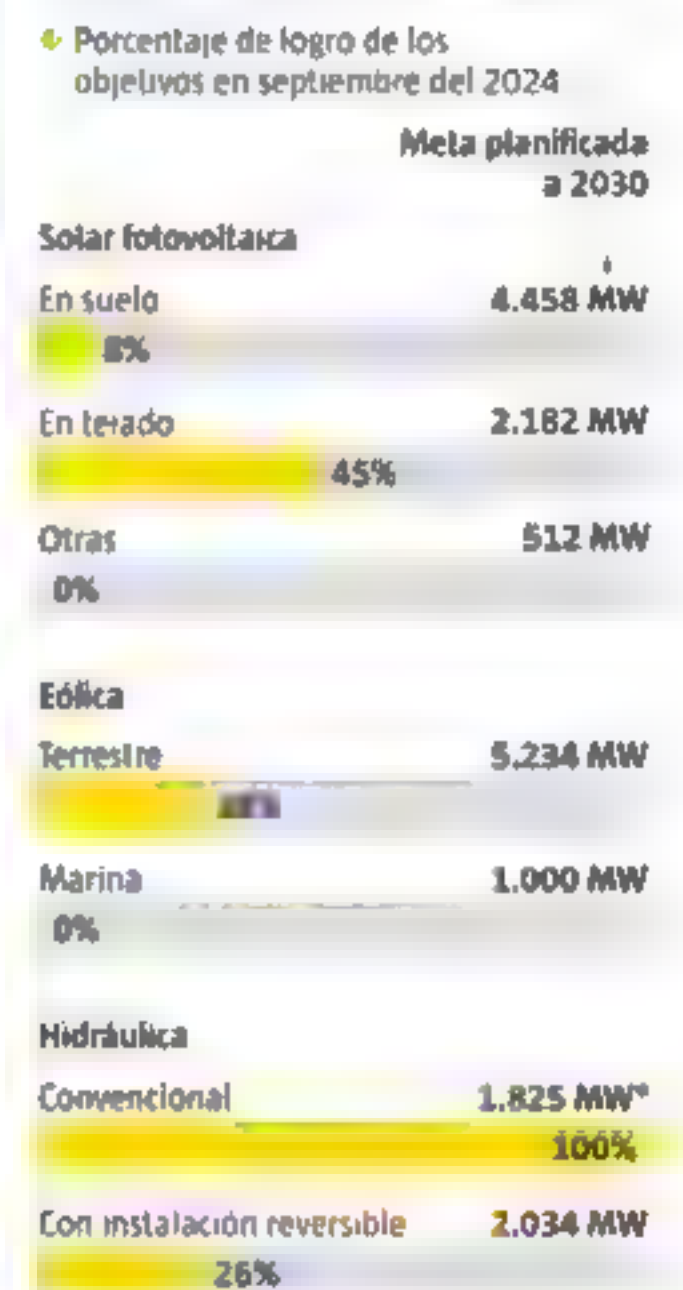 Porcentaje de logro de los
objetivos en septiembre del 2024
Meta planificada
a 2030
Solar fotovoltaica
En suelo
4.458 MW
8%
En terado
2.182 MW
45%
Otras
512 MW
0%
Eólica
Terrestre
5.234 MW
Marina
1.000 MW
0%
Hidráulica
Convencional
1.825 MW*
100%
Con instalación reversible
2.034 MW
26%